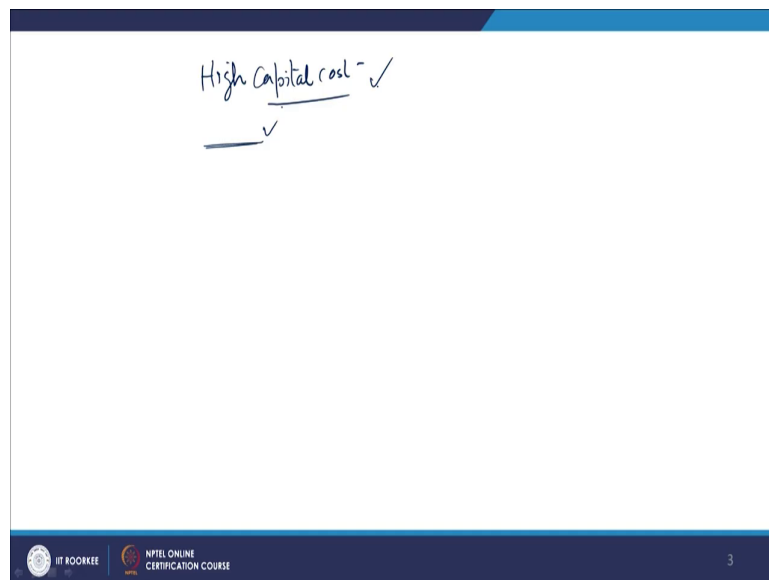 High Capital cost - ✓
✓
IIT ROORKEE
NPTEL ONLINE
CERTIFICATION COURSE
3